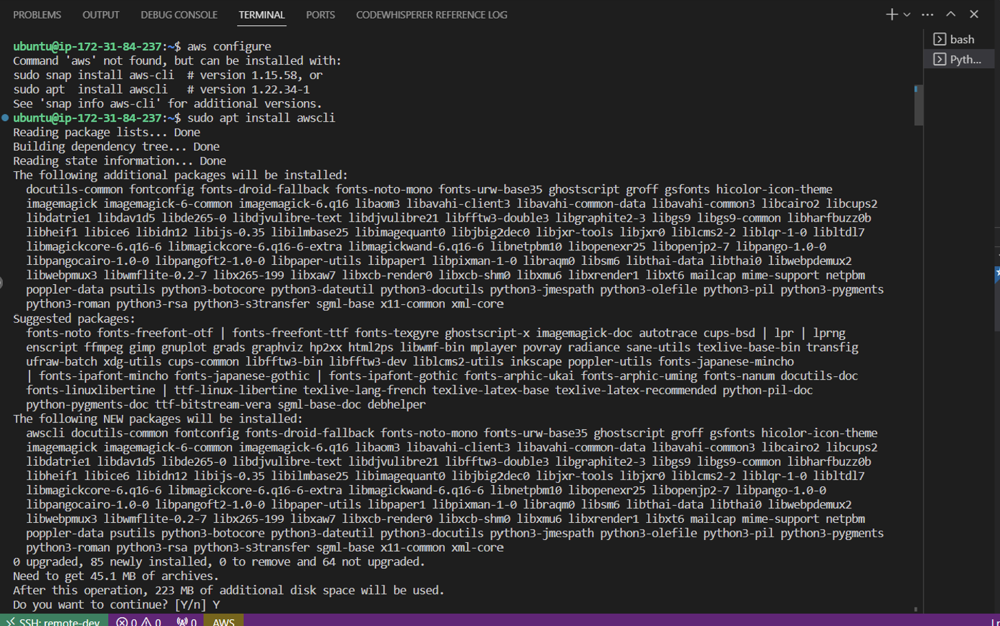 PROBLEMS OUTPUT DEBUG CONSOLE TERMINAL PORTS CODEWHISPERER REFERENCE LOG
bash
Pyth...
ubuntu@ip-172-31-84-237:~$ aws configure
Command 'aws' not found, but can be installed with:
sudo snap install aws-cli  # version 1.15.58, or
sudo apt  install awscli   # version 1.22.34-1
See 'snap info aws-cli' for additional versions.
ubuntu@ip-172-31-84-237:~$ sudo apt install awscli
Reading package lists... Done
Building dependency tree... Done
Reading state information... Done
The following additional packages will be installed:
docutils-common fontconfig fonts-droid-fallback fonts-noto-mono fonts-urw-base35 ghostscript groff gsfonts hicolor-icon-theme
imagemagick imagemagick-6-common imagemagick-6.q16 libaom3 libavahi-client3 libavahi-common-data libavahi-common3 libcairo2 libcups2
libdatrie1 libdav1d5 libde265-0 libdjvulibre-text libdjvulibre21 libfftw3-double3 libgraphite2-3 libgs9 libgs9-common libharfbuzz0b
libheif1 libice6 libidn12 libijs-0.35 libilmbase25 libimagequant0 libjbig2dec0 libjxr-tools libjxr0 liblcms2-2 liblqr-1-0 libltdl7
libmagickcore-6.q16-6 libmagickcore-6.q16-6-extra libmagickwand-6.q16-6 libnetpbm10 libopenexr25 libopenjp2-7 libpango-1.0-0
libpangocairo-1.0-0 libpangoft2-1.0-0 libpaper-utils libpaper1 libpixman-1-0 libraqm0 libsm6 libthai-data libthai0 libwebpdemux2
libwebpmux3 libwmflite-0.2-7 libx265-199 libxaw7 libxcb-render0 libxcb-shm0 libxmu6 libxrender1 libxt6 mailcap mime-support netpbm
poppler-data psutils python3-botocore python3-dateutil python3-docutils python3-jmespath python3-olefile python3-pil python3-pygments
python3-roman python3-rsa python3-s3transfer sgml-base x11-common xml-core
Suggested packages:
fonts-noto fonts-freefont-otf | fonts-freefont-ttf fonts-texgyre ghostscript-x imagemagick-doc autotrace cups-bsd | lpr | lprng
enscript ffmpeg gimp gnuplot grads graphviz hp2xx html2ps libwmf-bin mplayer povray radiance sane-utils texlive-base-bin transfig
ufraw-batch xdg-utils cups-common libfftw3-bin libfftw3-dev liblcms2-utils inkscape poppler-utils fonts-japanese-mincho
| fonts-ipafont-mincho fonts-japanese-gothic | fonts-ipafont-gothic fonts-arphic-ukai fonts-arphic-uming fonts-nanum docutils-doc
fonts-linuxlibertine | ttf-linux-libertine texlive-lang-french texlive-latex-base texlive-latex-recommended python-pil-doc
python-pygments-doc ttf-bitstream-vera sgml-base-doc debhelper
The following NEW packages will be installed:
awscli docutils-common fontconfig fonts-droid-fallback fonts-noto-mono fonts-urw-base35 ghostscript groff gsfonts hicolor-icon-theme
imagemagick imagemagick-6-common imagemagick-6.q16 libaom3 libavahi-client3 libavahi-common-data libavahi-common3 libcairo2 libcups2
libdatrie1 libdav1d5 libde265-0 libdjvulibre-text libdjvulibre21 libfftw3-double3 libgraphite2-3 libgs9 libgs9-common libharfbuzz0b
libheif1 libice6 libidn12 libijs-0.35 libilmbase25 libimagequant0 libjbig2dec0 libjxr-tools libjxr0 liblcms2-2 liblqr-1-0 libltdl7
libmagickcore-6.q16-6 libmagickcore-6.q16-6-extra libmagickwand-6.q16-6 libnetpbm10 libopenexr25 libopenjp2-7 libpango-1.0-0
libpangocairo-1.0-0 libpangoft2-1.0-0 libpaper-utils libpaper1 libpixman-1-0 libraqm0 libsm6 libthai-data libthai0 libwebpdemux2
libwebpmux3 libwmflite-0.2-7 libx265-199 libxaw7 libxcb-render0 libxcb-shm0 libxmu6 libxrender1 libxt6 mailcap mime-support netpbm
poppler-data psutils python3-botocore python3-dateutil python3-docutils python3-jmespath python3-olefile python3-pil python3-pygments
python3-roman python3-rsa python3-s3transfer sgml-base x11-common xml-core
0 upgraded, 85 newly installed, 0 to remove and 64 not upgraded.
Need to get 45.1 MB of archives.
After this operation, 223 MB of additional disk space will be used.
Do you want to continue? [Y/n] Y
SSH: remote-dev 0 0 0 AWS